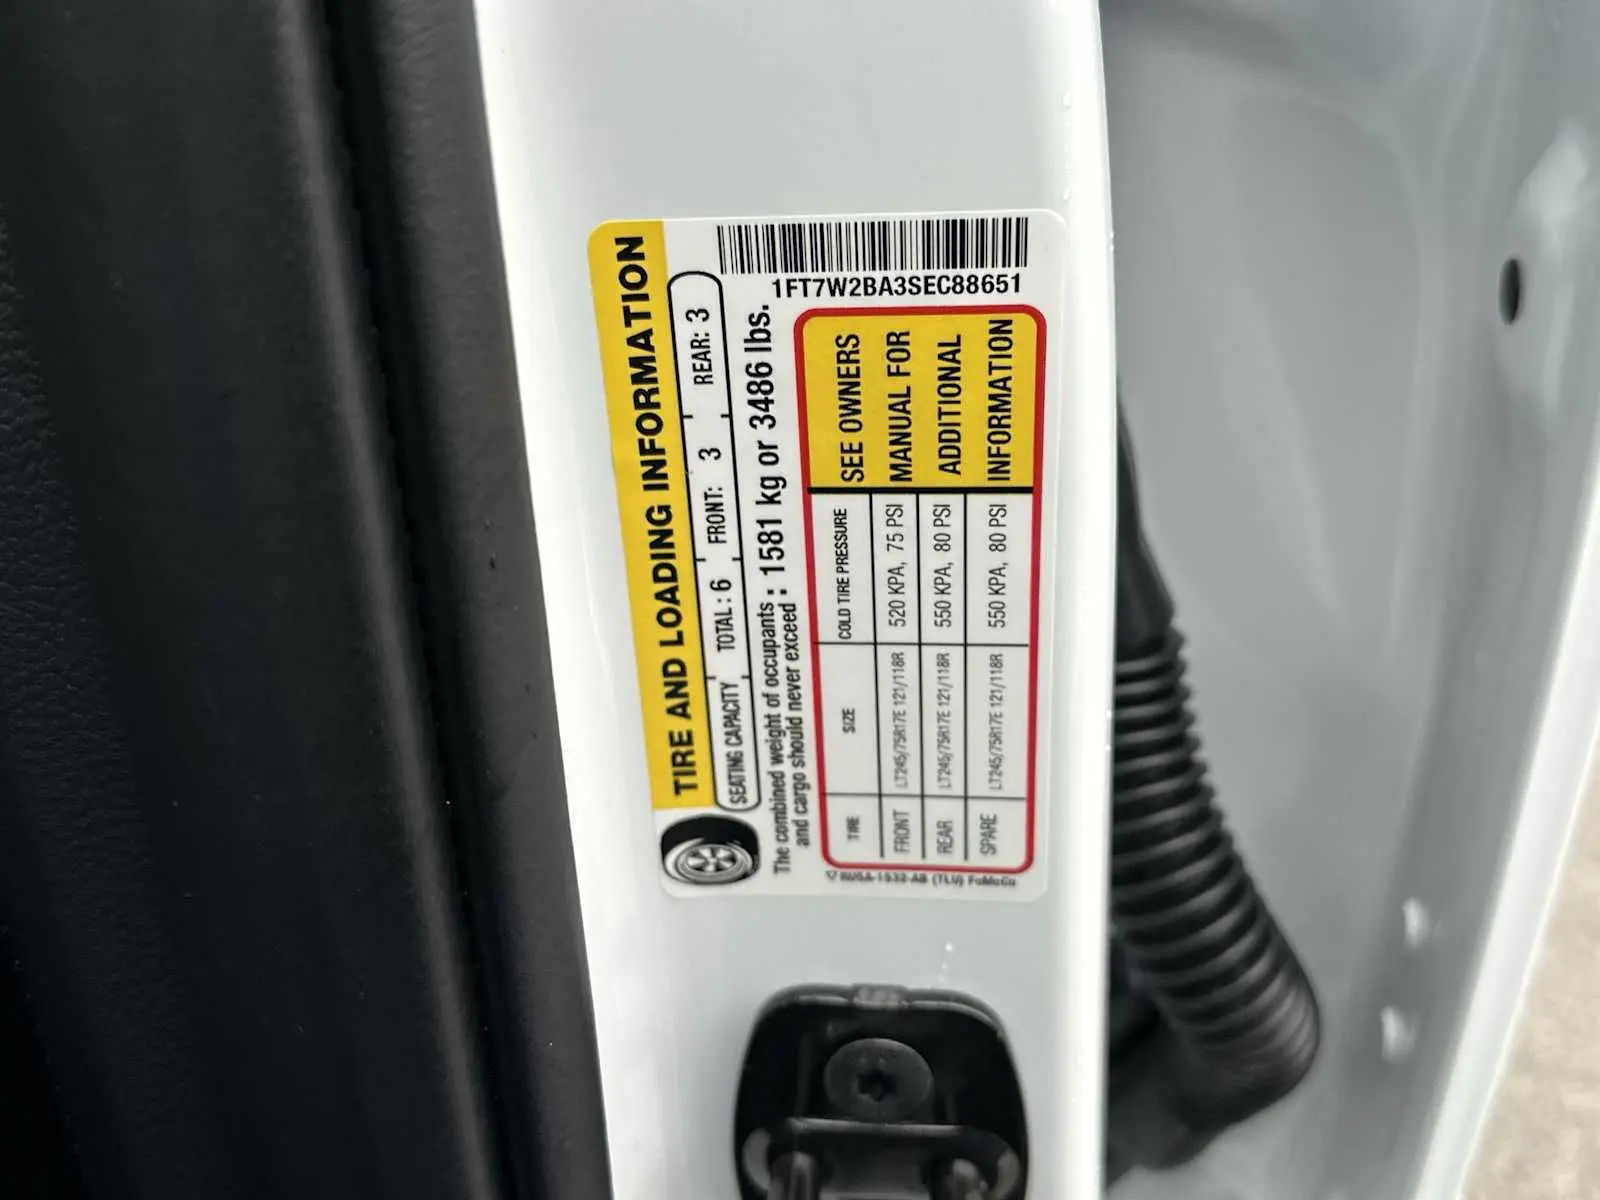 TIRE AND LOADING INFORMATION
SEATING CAPACITY TOTAL : 6 FRONT: 3 REAR: 3
The combined weight of occupants : 1581 kg or 3486 lbs.
and cargo should never exceed :
1FT7W2BA3SEC88651
TIRE SIZE COLD TIRE PRESSURE
FRONT LT245/75R17E 121/118R 520 KPA, 75 PSI
REAR LT245/75R17E 121/118R 550 KPA, 80 PSI
SPARE LT245/75R17E 121/118R 550 KPA, 80 PSI
SEE OWNERS
MANUAL FOR
ADDITIONAL
INFORMATION
(TLU) FoMoCo